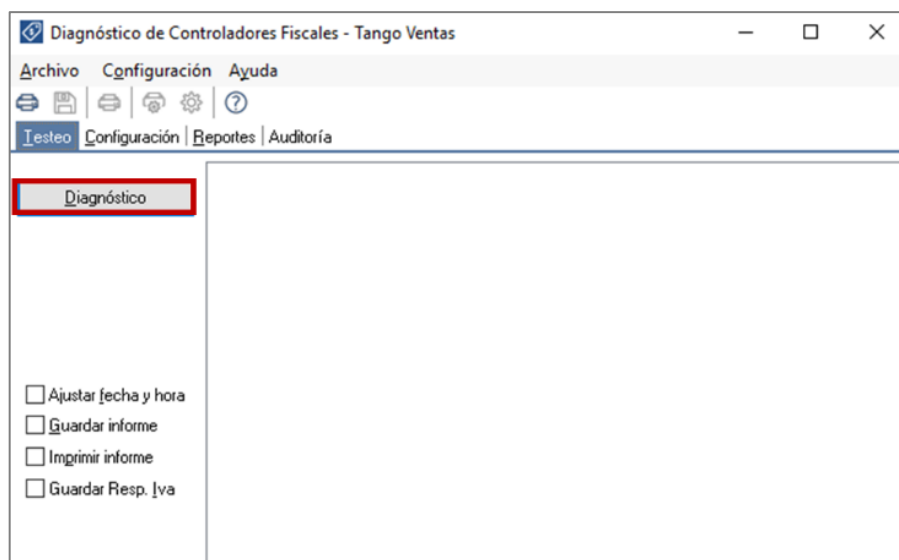 Diagnóstico de Controladores Fiscales - Tango Ventas
Archivo Configuración Ayuda
Testeo Configuración Reportes Auditoría
Diagnóstico
Ajustar fecha y hora
Guardar informe
Imprimir informe
Guardar Resp. Iva